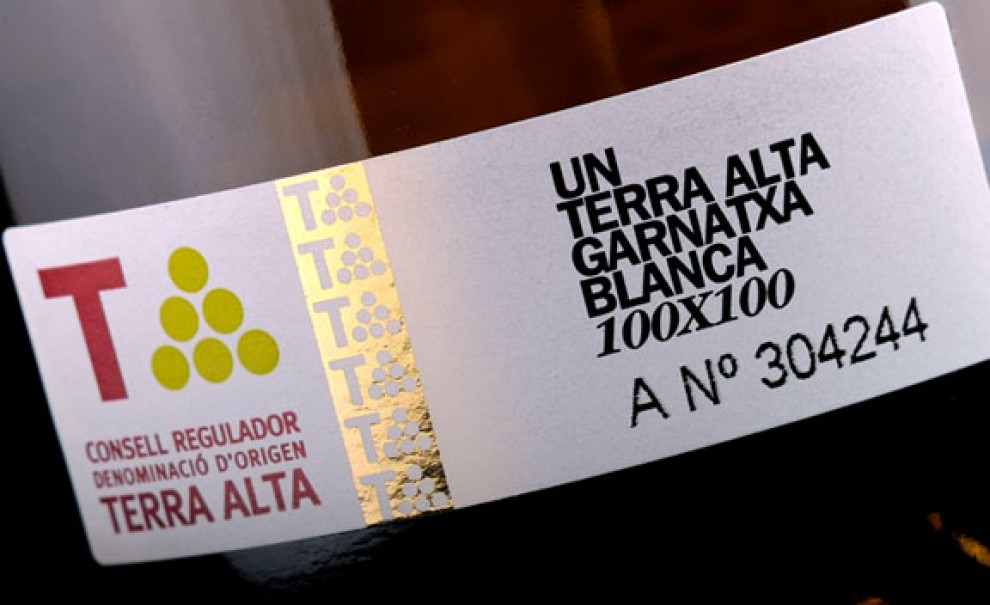 T
CONSELL REGULADOR
DENOMINACIÓ D'ORIGEN
TERRA ALTA
T
T
T
T
T
T
UN
TERRA ALTA
GARNATXA
BLANCA
100X100
A Nº 304244